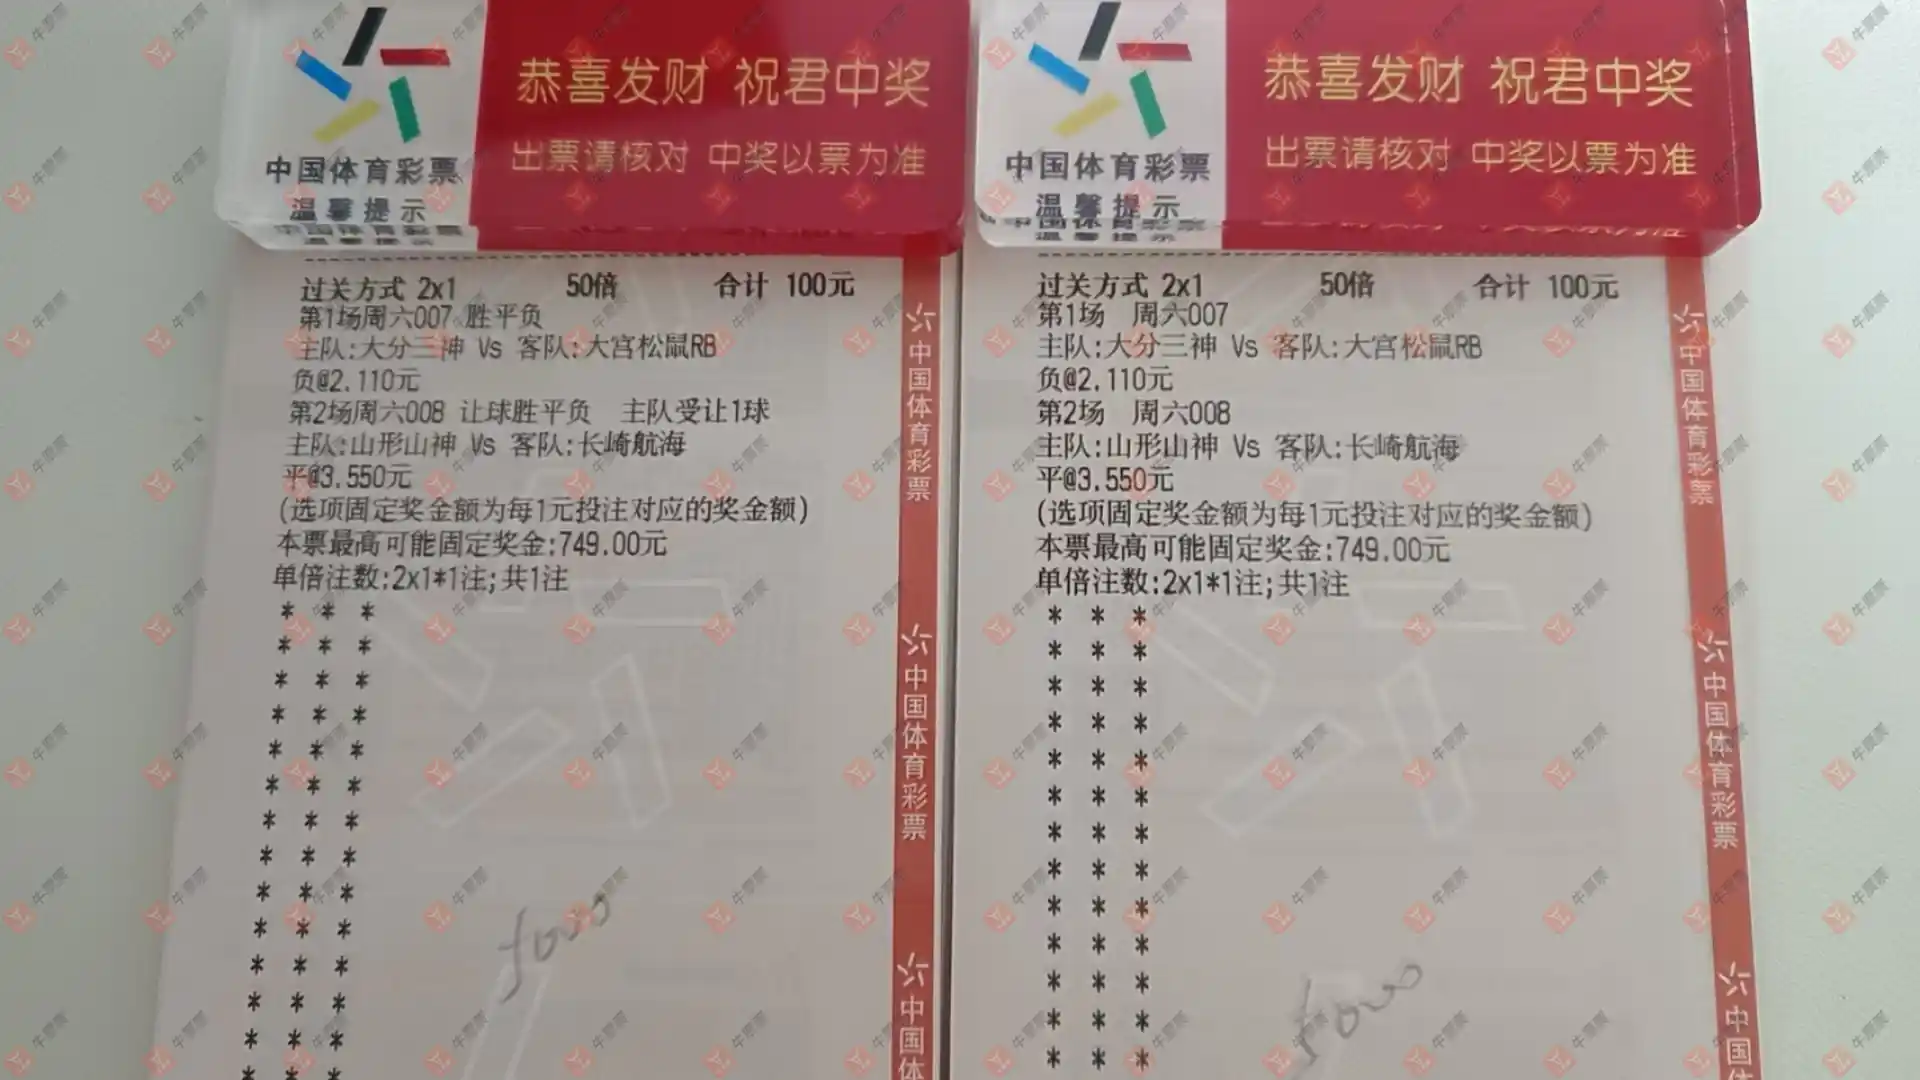 恭喜发财 祝君中奖
出票请核对 中奖以票为准
中国体育彩票
温馨提示
过关方式 2x1 50倍 合计 100元
第1场周六007 胜平负
主队:大分三神 Vs 客队:大宫松鼠RB
负@2.110元
第2场周六008 让球胜平负 主队受让1球
主队:山形山神 Vs 客队:长崎航海
平@3.550元
(选项固定奖金额为每1元投注对应的奖金额)
本票最高可能固定奖金:749.00元
单倍注数:2x1*1注;共1注
* * *
* * *
* * *
* * *
* * *
* * *
* * *
* * *
* * *
* * *
* * *
* * *
* * *
* * *
中国体育彩票
中国体育彩票
中国体
恭喜发财 祝君中奖
出票请核对 中奖以票为准
中国体育彩票
温馨提示
过关方式 2x1 50倍 合计 100元
第1场 周六007
主队:大分三神 Vs 客队:大宫松鼠RB
负@2.110元
第2场 周六008
主队:山形山神 Vs 客队:长崎航海
平@3.550元
(选项固定奖金额为每1元投注对应的奖金额)
本票最高可能固定奖金:749.00元
单倍注数:2x1*1注;共1注
* * *
* * *
* * *
* * *
* * *
* * *
* * *
* * *
* * *
* * *
* * *
* * *
* * *
中国体育彩票
中国体育彩票
中国体